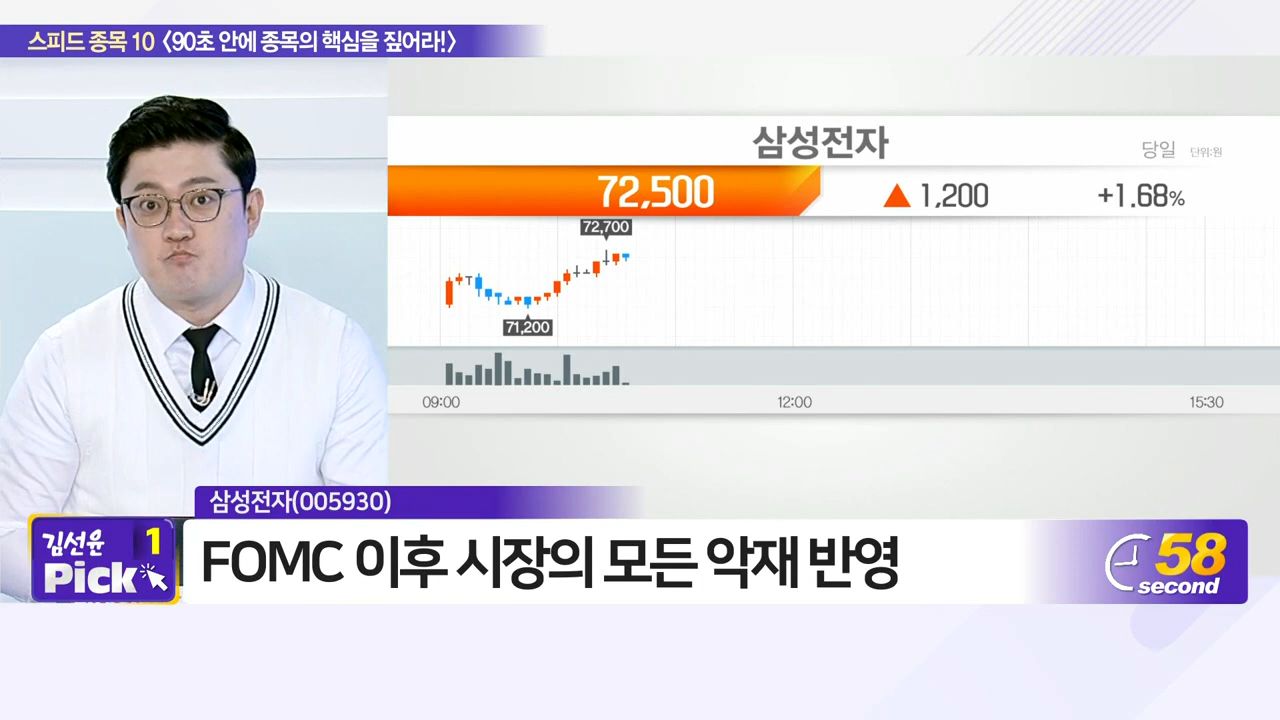 스피드 종목 10 <90초 안에 종목의 핵심을 짚어라!>
삼성전자
당일 단위:원
72,500 ▲ 1,200 +1.68%
72,700
71,200
09:00 12:00 15:30
삼성전자(005930)
김선윤 1
Pick
FOMC 이후 시장의 모든 악재 반영
58
second